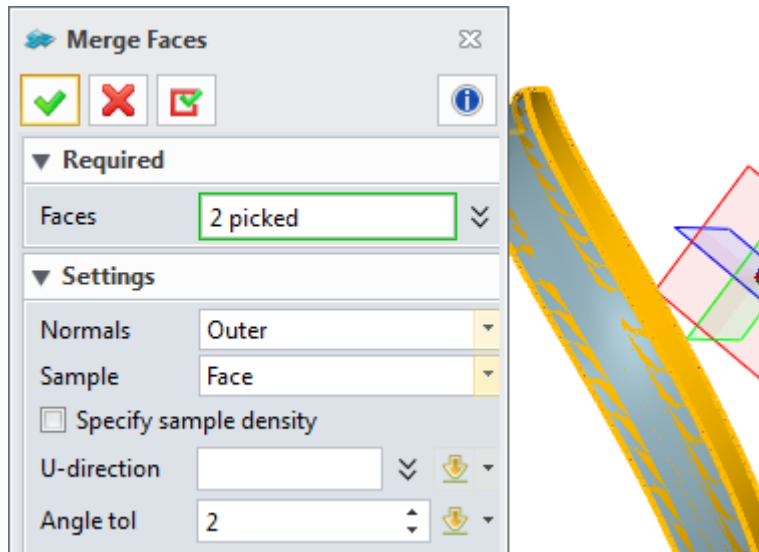 Merge Faces
Required
Faces 2 picked
Settings
Normals Outer
Sample Face
Specify sample density
U-direction
Angle tol 2